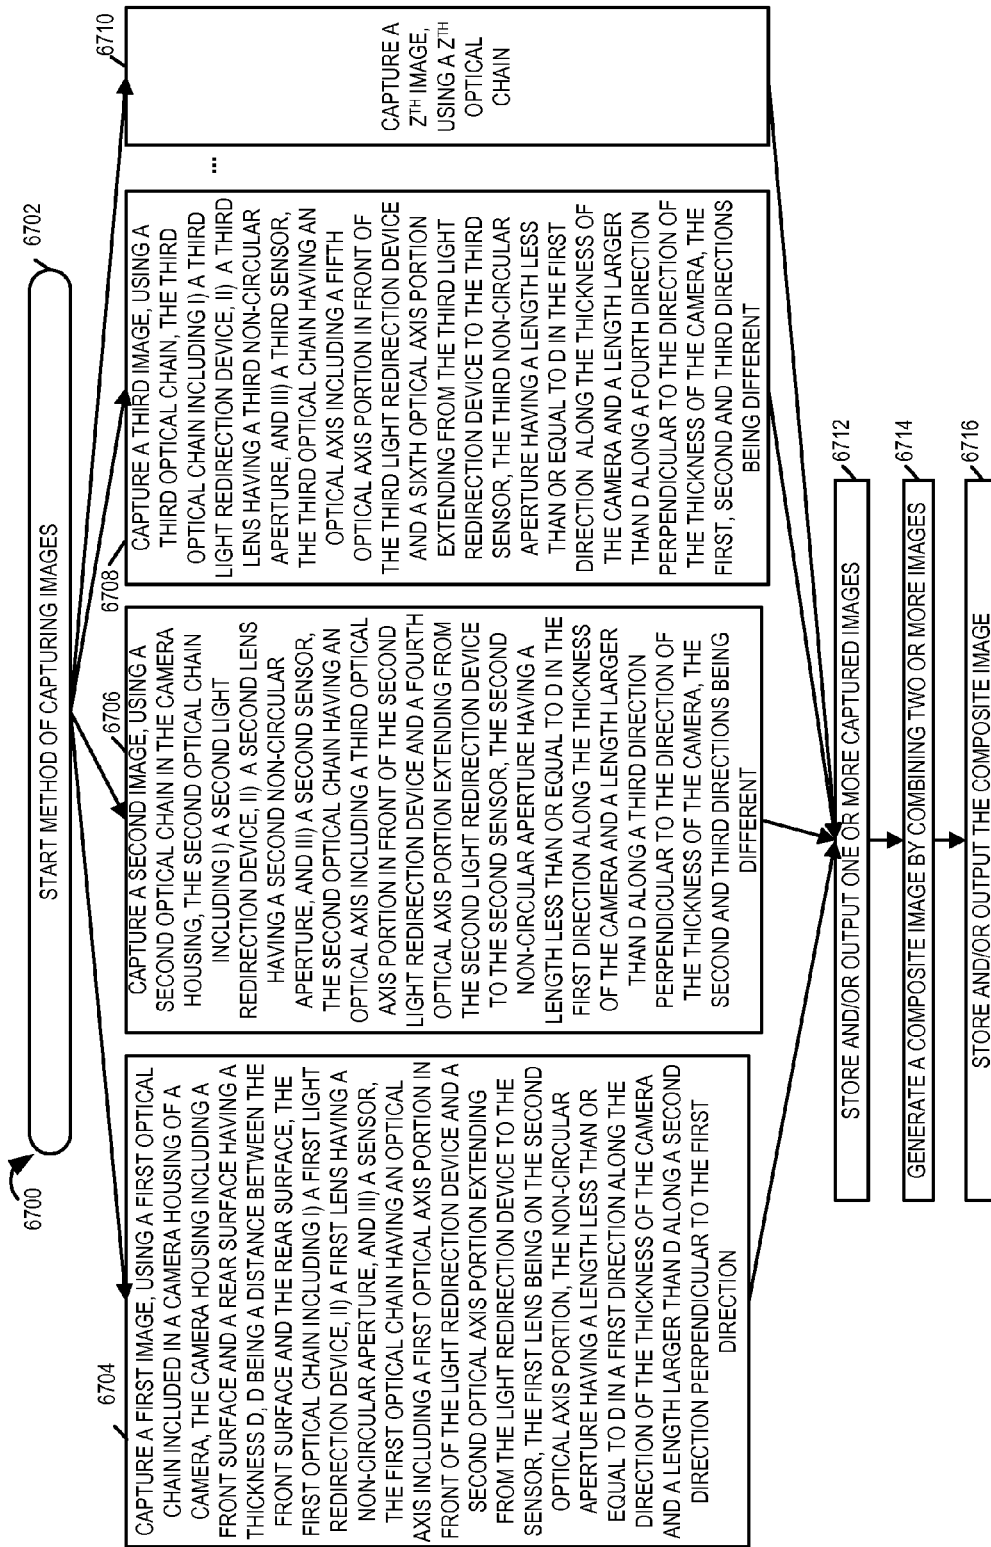 6700
START METHOD OF CAPTURING IMAGES
6702
6704
CAPTURE A FIRST IMAGE, USING A FIRST OPTICAL
CHAIN INCLUDED IN A CAMERA HOUSING OF A
CAMERA, THE CAMERA HOUSING INCLUDING A
FRONT SURFACE AND A REAR SURFACE HAVING A
THICKNESS D, D BEING A DISTANCE BETWEEN THE
FRONT SURFACE AND THE REAR SURFACE, THE
FIRST OPTICAL CHAIN INCLUDING I) A FIRST LIGHT
REDIRECTION DEVICE, II) A FIRST LENS HAVING A
NON-CIRCULAR APERTURE, AND III) A SENSOR,
THE FIRST OPTICAL CHAIN HAVING AN OPTICAL
AXIS INCLUDING A FIRST OPTICAL AXIS PORTION IN
FRONT OF THE LIGHT REDIRECTION DEVICE AND A
SECOND OPTICAL AXIS PORTION EXTENDING
FROM THE LIGHT REDIRECTION DEVICE TO THE
SENSOR, THE FIRST LENS BEING ON THE SECOND
OPTICAL AXIS PORTION, THE NON-CIRCULAR
APERTURE HAVING A LENGTH LESS THAN OR
EQUAL TO D IN A FIRST DIRECTION ALONG THE
DIRECTION OF THE THICKNESS OF THE CAMERA
AND A LENGTH LARGER THAN D ALONG A SECOND
DIRECTION PERPENDICULAR TO THE FIRST
DIRECTION
6706
CAPTURE A SECOND IMAGE, USING A
SECOND OPTICAL CHAIN IN THE CAMERA
HOUSING, THE SECOND OPTICAL CHAIN
INCLUDING I) A SECOND LIGHT
REDIRECTION DEVICE, II) A SECOND LENS
HAVING A SECOND NON-CIRCULAR
APERTURE, AND III) A SECOND SENSOR,
THE SECOND OPTICAL CHAIN HAVING AN
OPTICAL AXIS INCLUDING A THIRD OPTICAL
AXIS PORTION IN FRONT OF THE SECOND
LIGHT REDIRECTION DEVICE AND A FOURTH
OPTICAL AXIS PORTION EXTENDING FROM
THE SECOND LIGHT REDIRECTION DEVICE
TO THE SECOND SENSOR, THE SECOND
NON-CIRCULAR APERTURE HAVING A
LENGTH LESS THAN OR EQUAL TO D IN THE
FIRST DIRECTION ALONG THE THICKNESS
OF THE CAMERA AND A LENGTH LARGER
THAN D ALONG A THIRD DIRECTION
PERPENDICULAR TO THE DIRECTION OF
THE THICKNESS OF THE CAMERA, THE
SECOND AND THIRD DIRECTIONS BEING
DIFFERENT
6708
CAPTURE A THIRD IMAGE, USING A
THIRD OPTICAL CHAIN, THE THIRD
OPTICAL CHAIN INCLUDING I) A THIRD
LIGHT REDIRECTION DEVICE, II) A THIRD
LENS HAVING A THIRD NON-CIRCULAR
APERTURE, AND III) A THIRD SENSOR,
THE THIRD OPTICAL CHAIN HAVING AN
OPTICAL AXIS INCLUDING A FIFTH
OPTICAL AXIS PORTION IN FRONT OF
THE THIRD LIGHT REDIRECTION DEVICE
AND A SIXTH OPTICAL AXIS PORTION
EXTENDING FROM THE THIRD LIGHT
REDIRECTION DEVICE TO THE THIRD
SENSOR, THE THIRD NON-CIRCULAR
APERTURE HAVING A LENGTH LESS
THAN OR EQUAL TO D IN THE FIRST
DIRECTION ALONG THE THICKNESS OF
THE CAMERA AND A LENGTH LARGER
THAN D ALONG A FOURTH DIRECTION
PERPENDICULAR TO THE DIRECTION OF
THE THICKNESS OF THE CAMERA, THE
FIRST, SECOND AND THIRD DIRECTIONS
BEING DIFFERENT
...
6710
CAPTURE A
ZTH IMAGE,
USING A ZTH
OPTICAL
CHAIN
6712
STORE AND/OR OUTPUT ONE OR MORE CAPTURED IMAGES
6714
GENERATE A COMPOSITE IMAGE BY COMBINING TWO OR MORE IMAGES
6716
STORE AND/OR OUTPUT THE COMPOSITE IMAGE